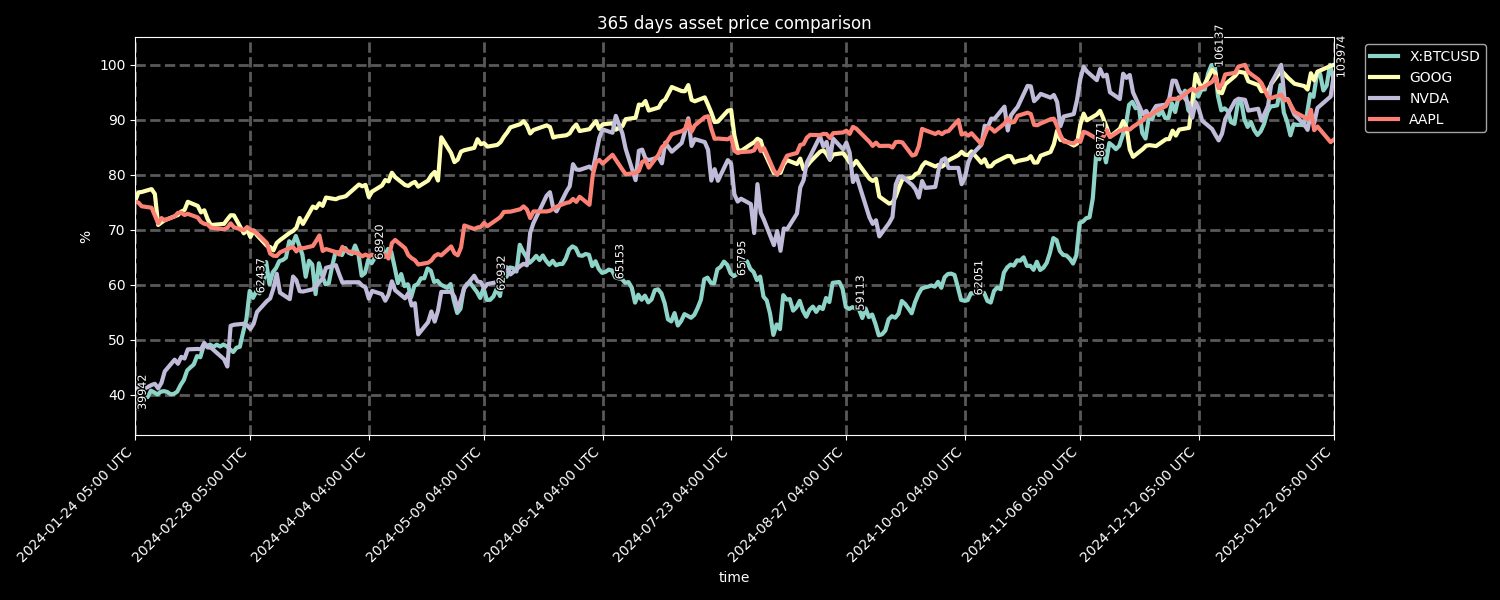 365 days asset price comparison
%
100
90
80
70
60
50
40
39942
62437
68920
62932
65153
65795
59113
62051
88771
106137
103974
X:BTCUSD
GOOG
NVDA
AAPL
2024-01-24 05:00 UTC
2024-02-28 05:00 UTC
2024-04-04 04:00 UTC
2024-05-09 04:00 UTC
2024-06-14 04:00 UTC
2024-07-23 04:00 UTC
2024-08-27 04:00 UTC
2024-10-02 04:00 UTC
2024-11-06 05:00 UTC
2024-12-12 05:00 UTC
2025-01-22 05:00 UTC
time